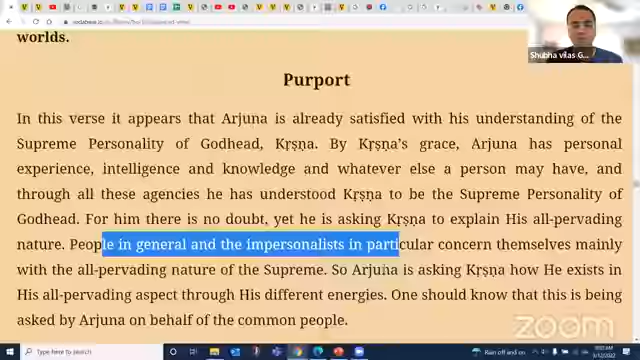 worlds.
Shubha vilas G...
Purport
In this verse it appears that Arjuna is already satisfied with his understanding of the
Supreme Personality of Godhead, Kṛṣṇa. By Kṛṣṇa's grace, Arjuna has personal
experience, intelligence and knowledge and whatever else a person may have, and
through all these agencies he has understood Kṛṣṇa to be the Supreme Personality of
Godhead. For him there is no doubt, yet he is asking Kṛṣṇa to explain His all-pervading
nature. People in general and the impersonalists in particular concern themselves mainly
with the all-pervading nature of the Supreme. So Arjuna is asking Kṛṣṇa how He exists in
His all-pervading aspect through His different energies. One should know that this is being
asked by Arjuna on behalf of the common people.
zoom
Type here to search
Rain off and on